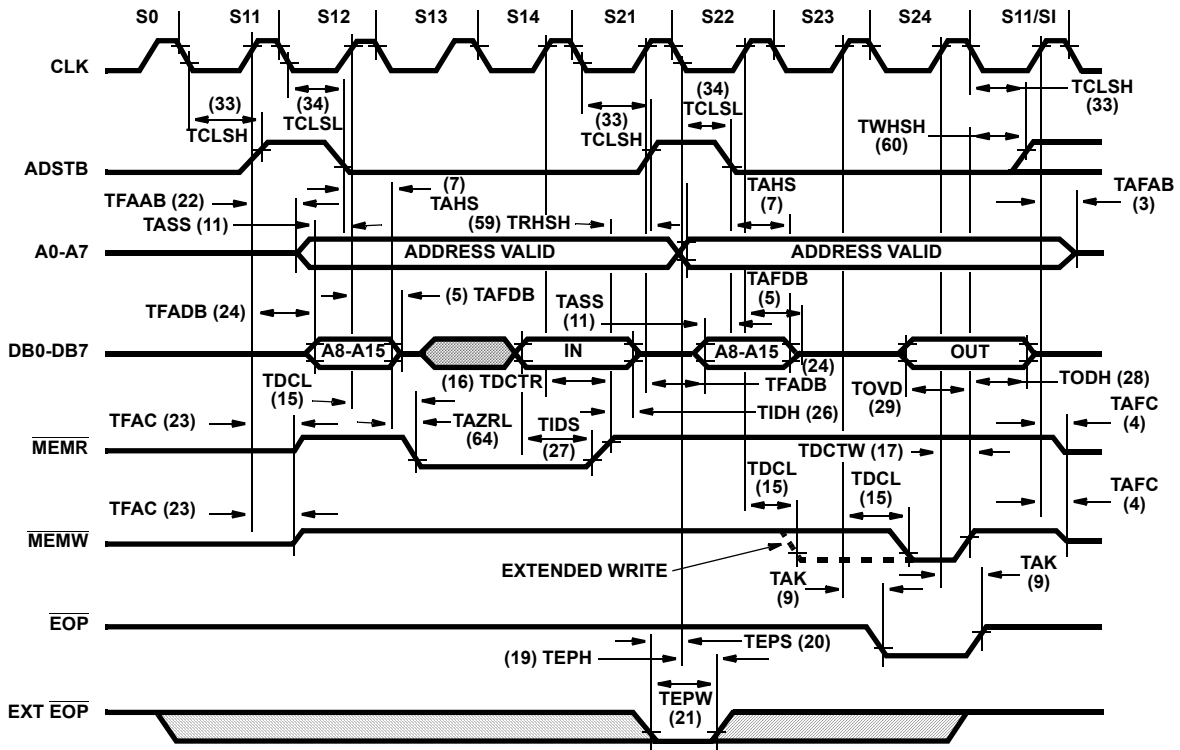 S0 S11 S12 S13 S14 S21 S22 S23 S24 S11/SI
CLK
(33)
TCLSH
(34)
TCLSL
(33)
TCLSH
(34)
TCLSL
TCLSH
(33)
TWHSH
(60)
ADSTB
TFAAB (22)
(7)
TAHS
TAHS
(7)
TAFAB
(3)
TASS (11)
(59) TRHSH
A0-A7
ADDRESS VALID
ADDRESS VALID
TFADB (24)
(5) TAFDB
TASS
(11)
TAFDB
(5)
DB0-DB7
A8-A15
IN
A8-A15
OUT
(24)
TFADB
TDCL
(15)
(16) TDCTR
TOVD
(29)
TODH (28)
TIDH (26)
TFAC (23)
TAZRL
(64)
TIDS
(27)
TAFC
(4)
MEMR
TDCTW (17)
TDCL
(15)
TDCL
(15)
TFAC (23)
TAFC
(4)
MEMW
EXTENDED WRITE
TAK
(9)
TAK
(9)
EOP
(19) TEPH
TEPS (20)
TEPW
(21)
EXT EOP